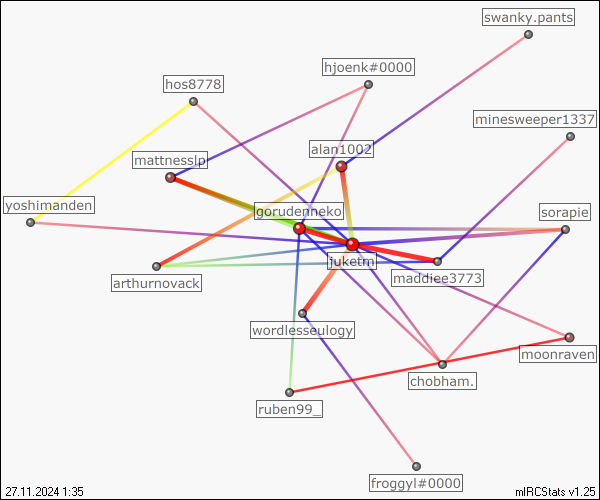 swanky.pants
hjoenk#0000
hos8778
minesweeper1337
alan1002
mattnesslp
yoshimanden
gorudenneko
sorapie
juketm
maddiee3773
arthurnovack
wordlesseulogy
moonraven
chobham.
ruben99_
froggyl#0000
27.11.2024 1:35
mIRCStats v1.25